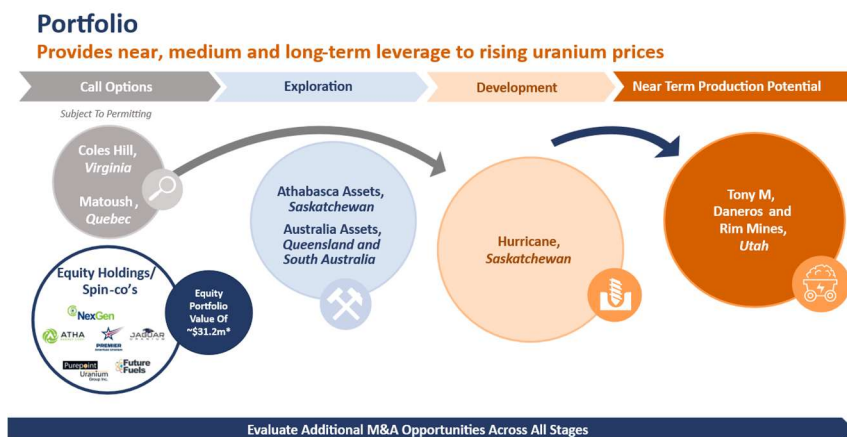 Portfolio
Provides near, medium and long-term leverage to rising uranium prices
Call Options
Exploration
Development
Near Term Production Potential
Subject To Permitting
Coles Hill,
Virginia
Matoush,
Quebec
Athabasca Assets,
Saskatchewan
Australia Assets,
Queensland and
South Australia
Hurricane,
Saskatchewan
Tony M,
Daneros and
Rim Mines,
Utah
Equity Holdings/
Spin-co's
NexGen
ATHA
PREMIER
JAGUAR
URANIUM
Purepoint
Uranium
Group Inc.
Future
Fuels
Equity
Portfolio
Value Of
~$31.2m*
Evaluate Additional M&A Opportunities Across All Stages